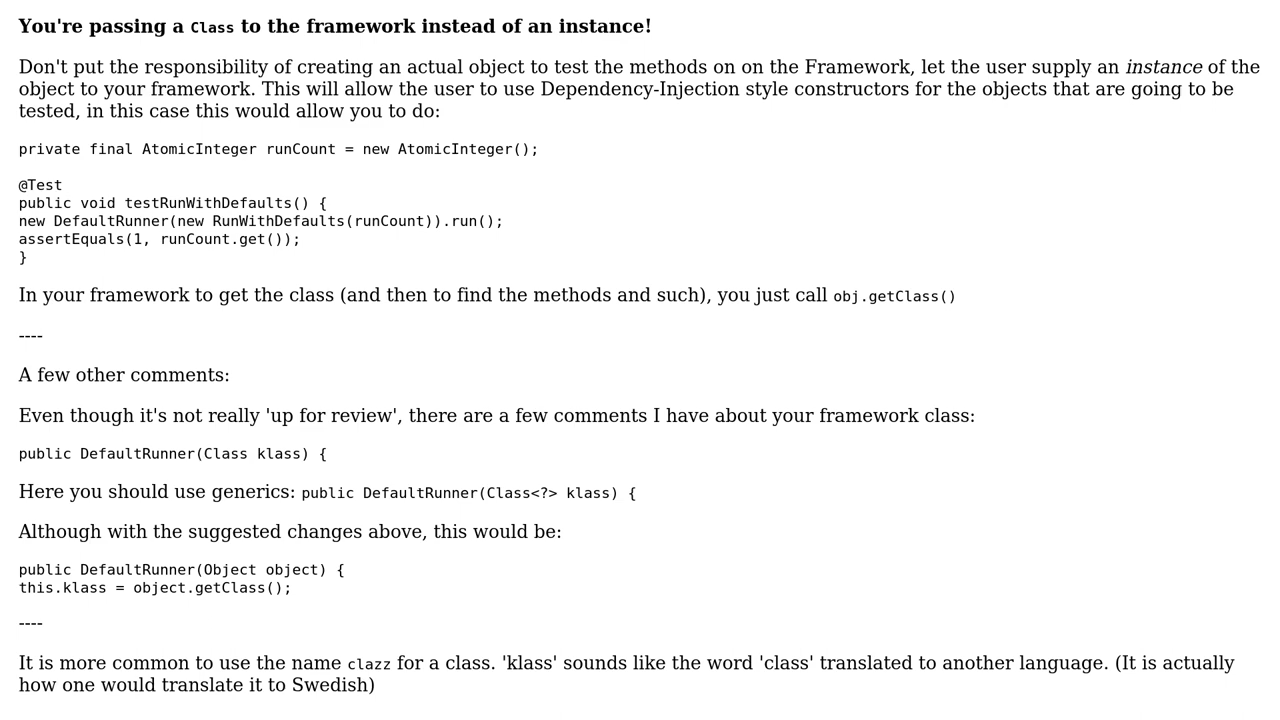 You're passing a Class to the framework instead of an instance!
Don't put the responsibility of creating an actual object to test the methods on on the Framework, let the user supply an instance of the
object to your framework. This will allow the user to use Dependency-Injection style constructors for the objects that are going to be
tested, in this case this would allow you to do:
private final AtomicInteger runCount = new AtomicInteger();
@Test
public void testRunWithDefaults() {
new DefaultRunner(new RunWithDefaults(runCount)).run();
assertEquals(1, runCount.get());
}
In your framework to get the class (and then to find the methods and such), you just call obj.getClass()
----
A few other comments:
Even though it's not really 'up for review', there are a few comments I have about your framework class:
public DefaultRunner(Class klass) {
Here you should use generics: public DefaultRunner(Class<?> klass) {
Although with the suggested changes above, this would be:
public DefaultRunner(Object object) {
this.klass = object.getClass();
----
It is more common to use the name clazz for a class. 'klass' sounds like the word 'class' translated to another language. (It is actually
how one would translate it to Swedish)